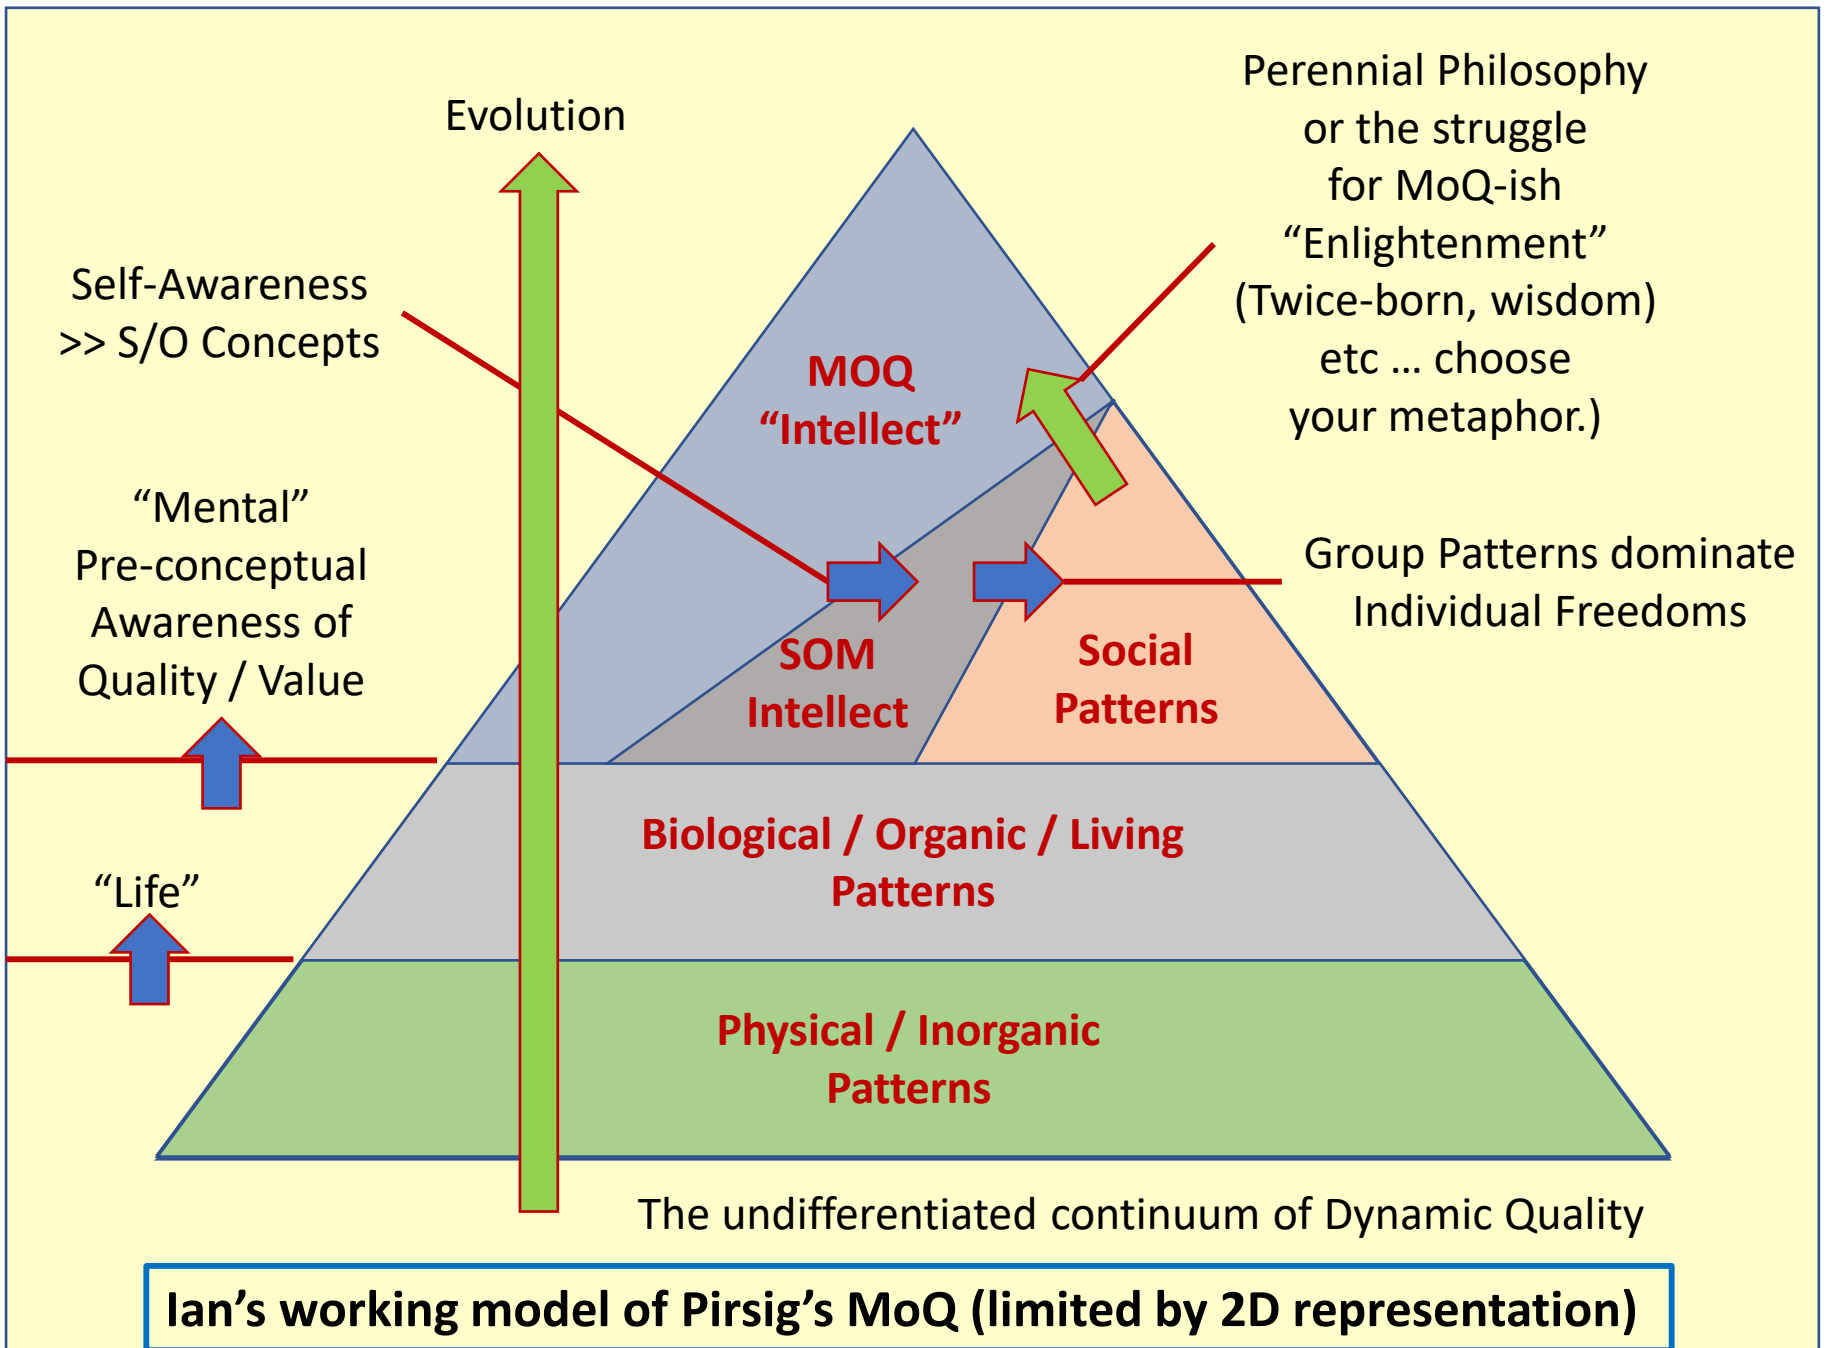 Evolution
Perennial Philosophy
or the struggle
for MoQ-ish
“Enlightenment”
(Twice-born, wisdom)
etc ... choose
your metaphor.)
Self-Awareness
>> S/O Concepts
MOQ
“Intellect”
“Mental”
Pre-conceptual
Awareness of
Quality / Value
Group Patterns dominate
Individual Freedoms
SOM
Intellect
Social
Patterns
Biological / Organic / Living
Patterns
“Life”
Physical / Inorganic
Patterns
The undifferentiated continuum of Dynamic Quality
Ian’s working model of Pirsig’s MoQ (limited by 2D representation)